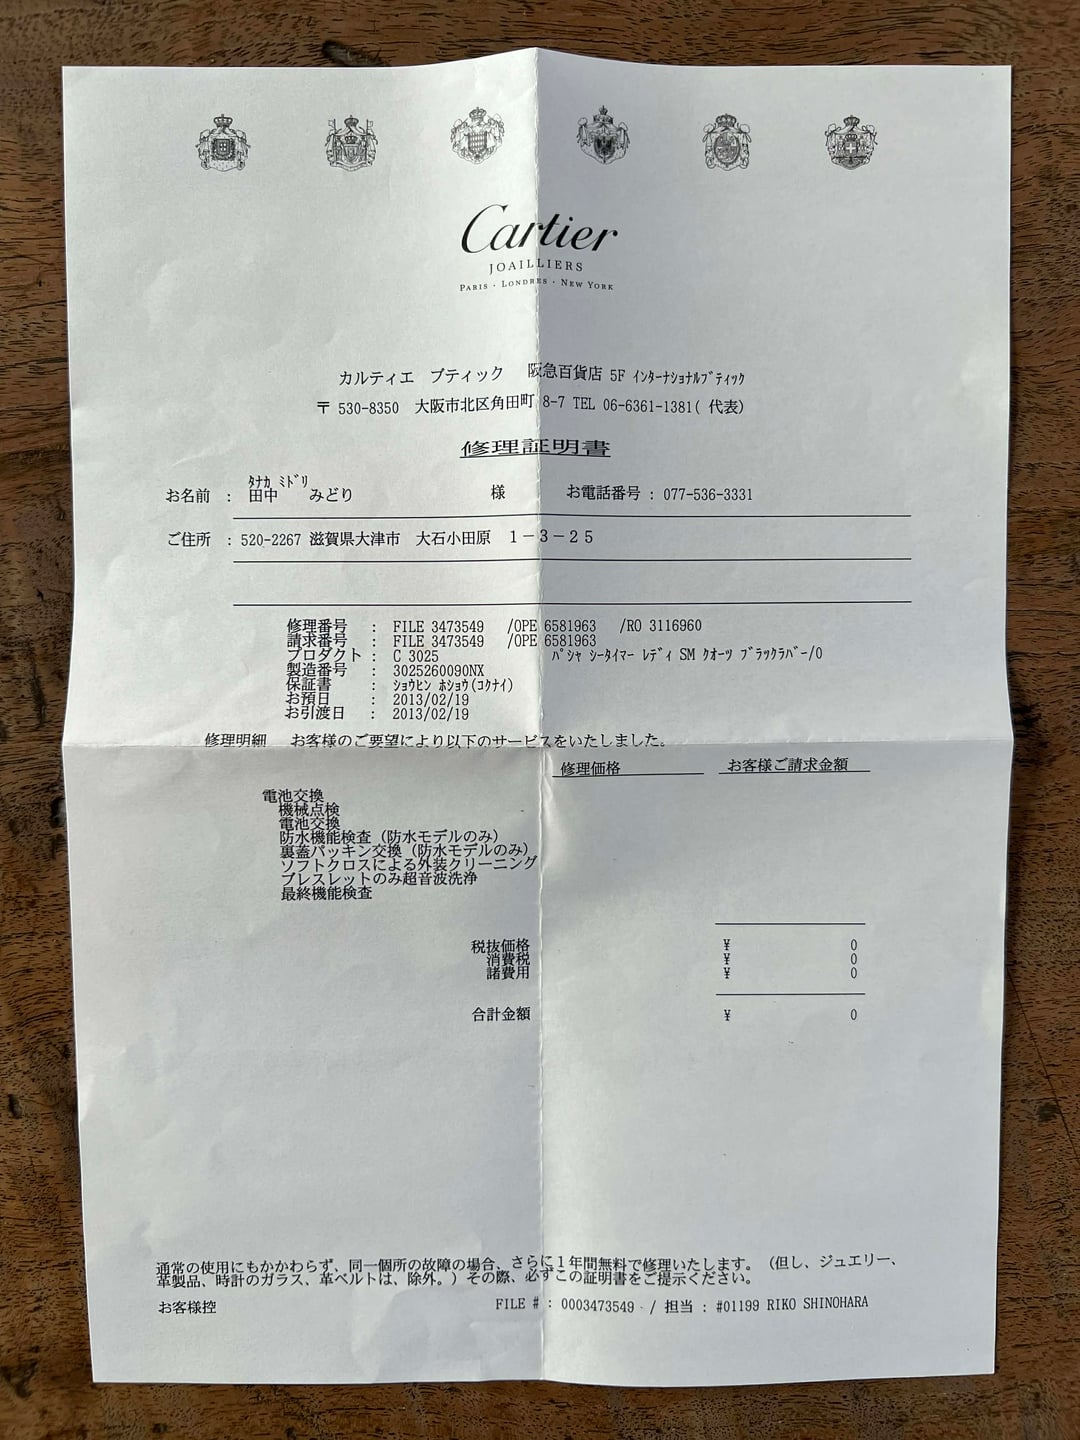 Cartier
JOAILLIERS
PARIS · LONDRES · NEW YORK
カルティエ ブティック 阪急百貨店 5F ｲﾝﾀｰﾅｼｮﾅﾙﾌﾞﾃｨｯｸ
〒 530-8350 大阪市北区角田町 8-7 TEL 06-6361-1381( 代表)
修理証明書
ﾀﾅｶ ﾐﾄﾞﾘ
お名前 : 田中 みどり 様 お電話番号 : 077-536-3331
ご住所 : 520-2267 滋賀県大津市 大石小田原 １－３－２５
修理番号 : FILE 3473549 /OPE 6581963 /RO 3116960
請求番号 : FILE 3473549 /OPE 6581963
プロダクト : C 3025 ﾊﾟｼｬ ｼｰﾀｲﾏｰ ﾚﾃﾞｨ SM ｸｵｰﾂ ﾌﾞﾗｯｸﾗﾊﾞｰ/0
製造番号 : 3025260090NX
保証書 : ｼｮｳﾋﾝ ﾎｼｮｳ(ｺｸﾅｲ)
お預日 : 2013/02/19
お引渡日 : 2013/02/19
修理明細 お客様のご要望により以下のサービスをいたしました。
修理価格 お客様ご請求金額
電池交換
機械点検
電池交換
防水機能検査（防水モデルのみ）
裏蓋パッキン交換（防水モデルのみ）
ソフトクロスによる外装クリーニング
ブレスレットのみ超音波洗浄
最終機能検査
税抜価格 ¥ 0
消費税 ¥ 0
諸費用 ¥ 0
合計金額 ¥ 0
通常の使用にもかかわらず、同一個所の故障の場合、さらに１年間無料で修理いたします。（但し、ジュエリー、
革製品、時計のガラス、革ベルトは、除外。）その際、必ずこの証明書をご提示ください。
お客様控 FILE # : 0003473549 / 担当 : #01199 RIKO SHINOHARA